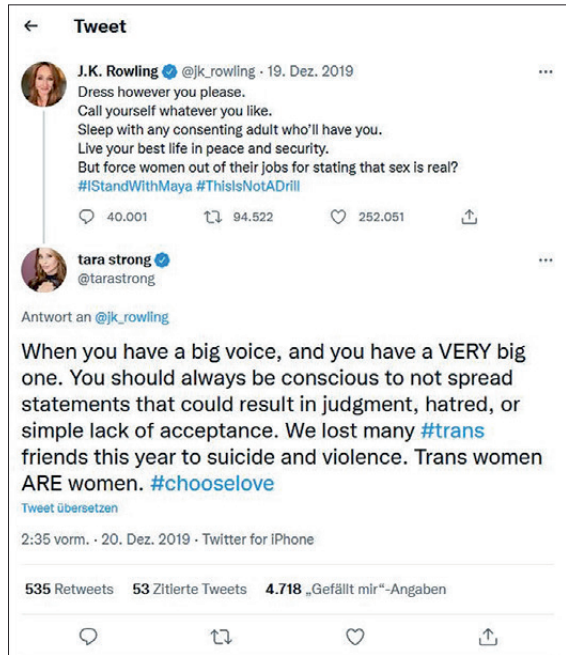 Tweet
J.K. Rowling @jk_rowling · 19. Dez. 2019
Dress however you please.
Call yourself whatever you like.
Sleep with any consenting adult who'll have you.
Live your best life in peace and security.
But force women out of their jobs for stating that sex is real?
#IStandWithMaya #ThisIsNotADrill
40.001 94.522 252.051
tara strong
@tarastrong
Antwort an @jk_rowling
When you have a big voice, and you have a VERY big
one. You should always be conscious to not spread
statements that could result in judgment, hatred, or
simple lack of acceptance. We lost many #trans
friends this year to suicide and violence. Trans women
ARE women. #chooselove
Tweet übersetzen
2:35 vorm. · 20. Dez. 2019 · Twitter for iPhone
535 Retweets 53 Zitierte Tweets 4.718 „Gefällt mir“-Angaben